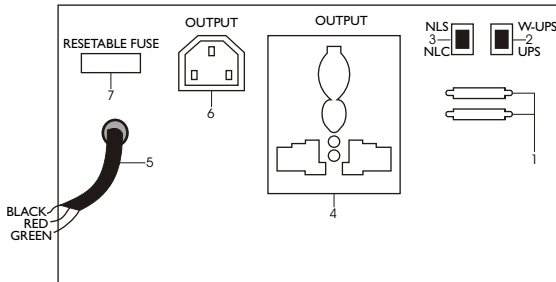 OUTPUT
OUTPUT
NLS
W-UPS
3
2
NLC
UPS
RESETABLE FUSE
7
6
1
5
4
BLACK
RED
GREEN